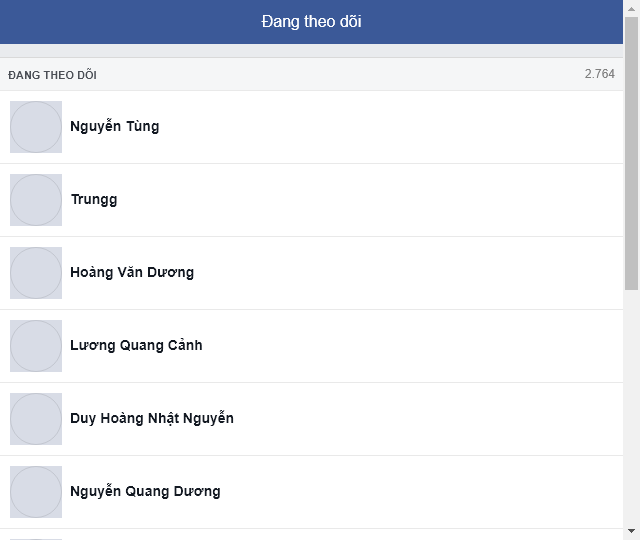 Đang theo dõi
ĐANG THEO DÕI 2.764
Nguyễn Tùng
Trungg
Hoàng Văn Dương
Lương Quang Cảnh
Duy Hoàng Nhật Nguyễn
Nguyễn Quang Dương